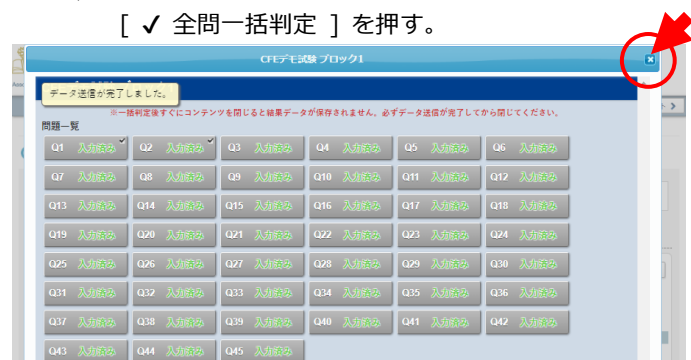 [ ✓ 全問一括判定 ] を押す。
CFEデモ試験 ブロック1
データ送信が完了しました。
※一括判定後すぐにコンテンツを閉じると結果データが保存されません。必ずデータ送信が完了してから閉じてください。
問題一覧
Q1 入力済み Q2 入力済み Q3 入力済み Q4 入力済み Q5 入力済み Q6 入力済み
Q7 入力済み Q8 入力済み Q9 入力済み Q10 入力済み Q11 入力済み Q12 入力済み
Q13 入力済み Q14 入力済み Q15 入力済み Q16 入力済み Q17 入力済み Q18 入力済み
Q19 入力済み Q20 入力済み Q21 入力済み Q22 入力済み Q23 入力済み Q24 入力済み
Q25 入力済み Q26 入力済み Q27 入力済み Q28 入力済み Q29 入力済み Q30 入力済み
Q31 入力済み Q32 入力済み Q33 入力済み Q34 入力済み Q35 入力済み Q36 入力済み
Q37 入力済み Q38 入力済み Q39 入力済み Q40 入力済み Q41 入力済み Q42 入力済み
Q43 入力済み Q44 入力済み Q45 入力済み